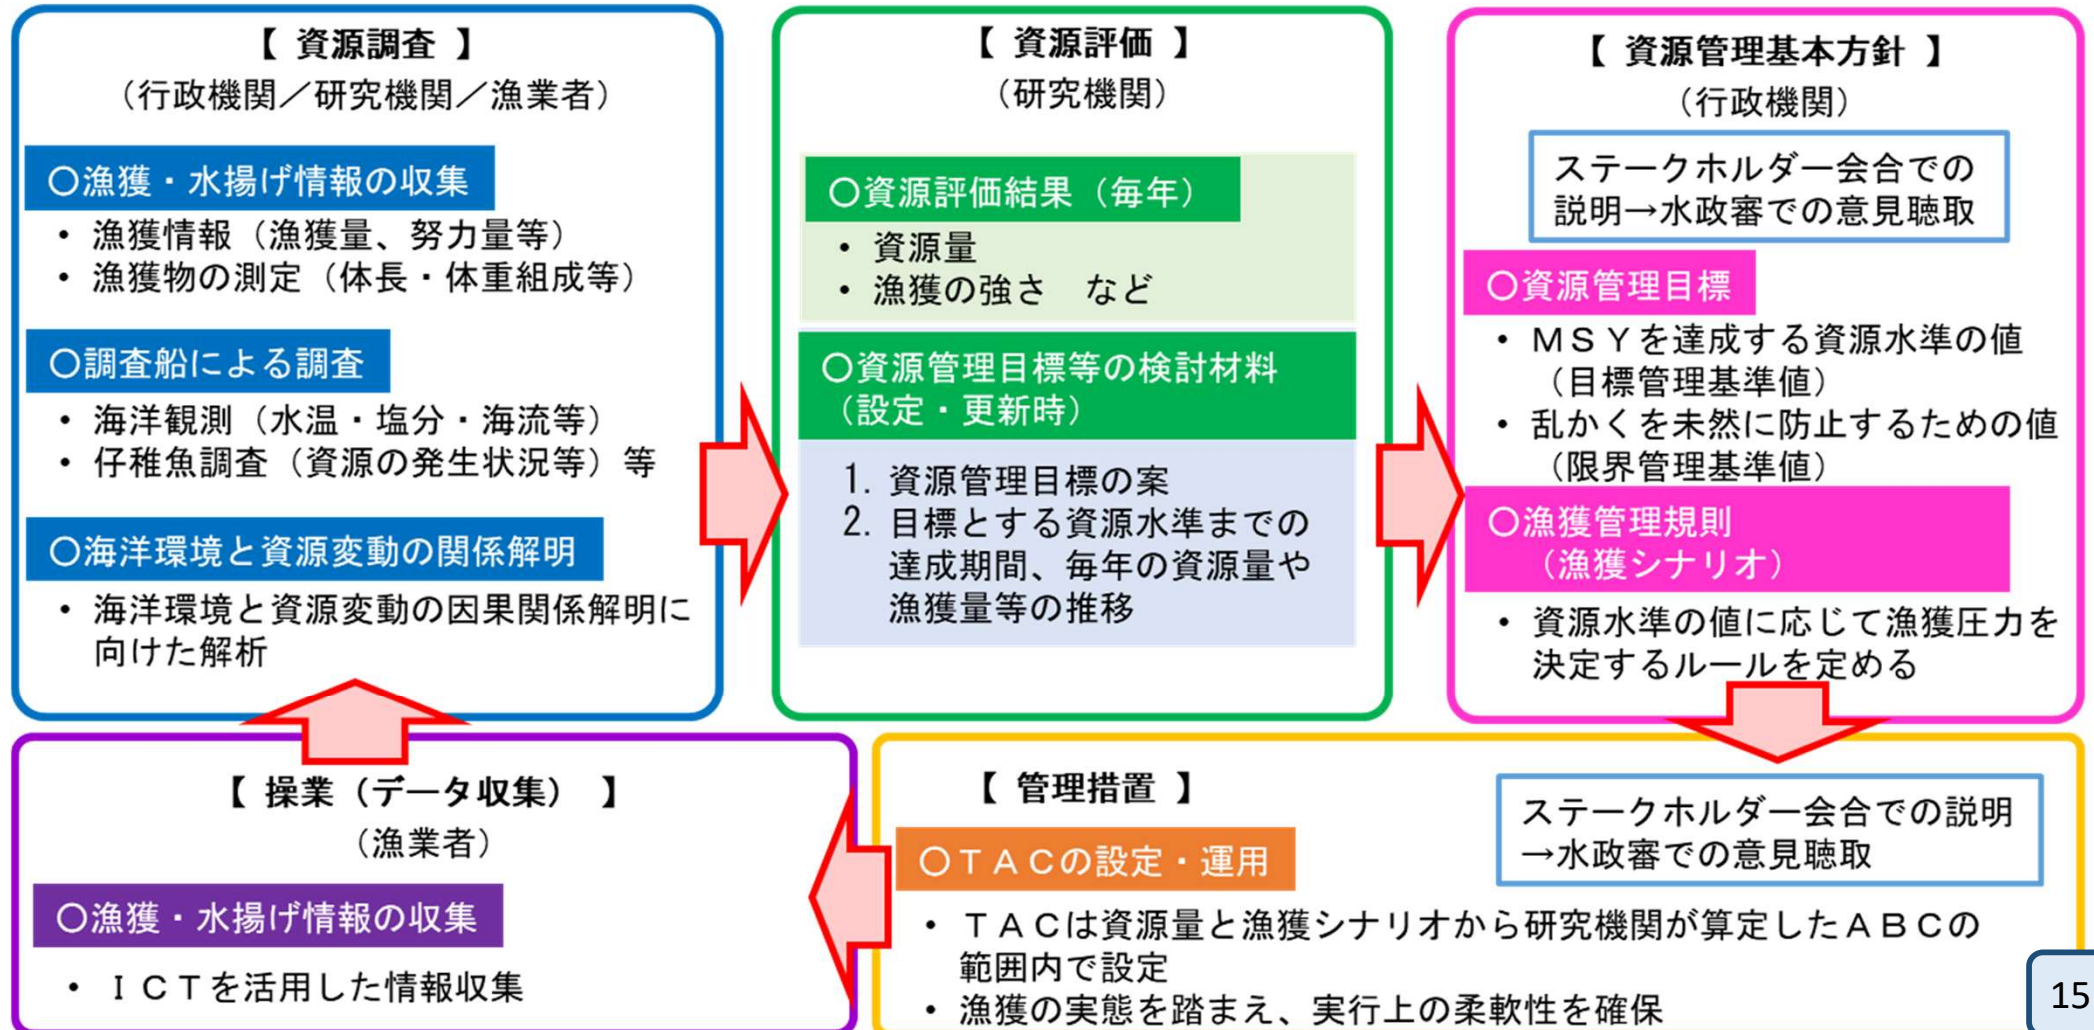 【 資源調査 】
（行政機関／研究機関／漁業者）
〇漁獲・水揚げ情報の収集
・ 漁獲情報（漁獲量、努力量等）
・ 漁獲物の測定（体長・体重組成等）
〇調査船による調査
・ 海洋観測（水温・塩分・海流等）
・ 仔稚魚調査（資源の発生状況等）等
〇海洋環境と資源変動の関係解明
・ 海洋環境と資源変動の因果関係解明に
向けた解析
【 資源評価 】
（研究機関）
〇資源評価結果（毎年）
・ 資源量
・ 漁獲の強さ　など
〇資源管理目標等の検討材料
（設定・更新時）
1. 資源管理目標の案
2. 目標とする資源水準までの
達成期間、毎年の資源量や
漁獲量等の推移
【 資源管理基本方針 】
（行政機関）
ステークホルダー会合での
説明→水政審での意見聴取
〇資源管理目標
・ ＭＳＹを達成する資源水準の値
（目標管理基準値）
・ 乱かくを未然に防止するための値
（限界管理基準値）
〇漁獲管理規則
（漁獲シナリオ）
・ 資源水準の値に応じて漁獲圧力を
決定するルールを定める
【 管理措置 】
ステークホルダー会合での説明
→水政審での意見聴取
〇ＴＡＣの設定・運用
・ ＴＡＣは資源量と漁獲シナリオから研究機関が算定したＡＢＣの
範囲内で設定
・ 漁獲の実態を踏まえ、実行上の柔軟性を確保
【 操業（データ収集） 】
（漁業者）
〇漁獲・水揚げ情報の収集
・ ＩＣＴを活用した情報収集
15